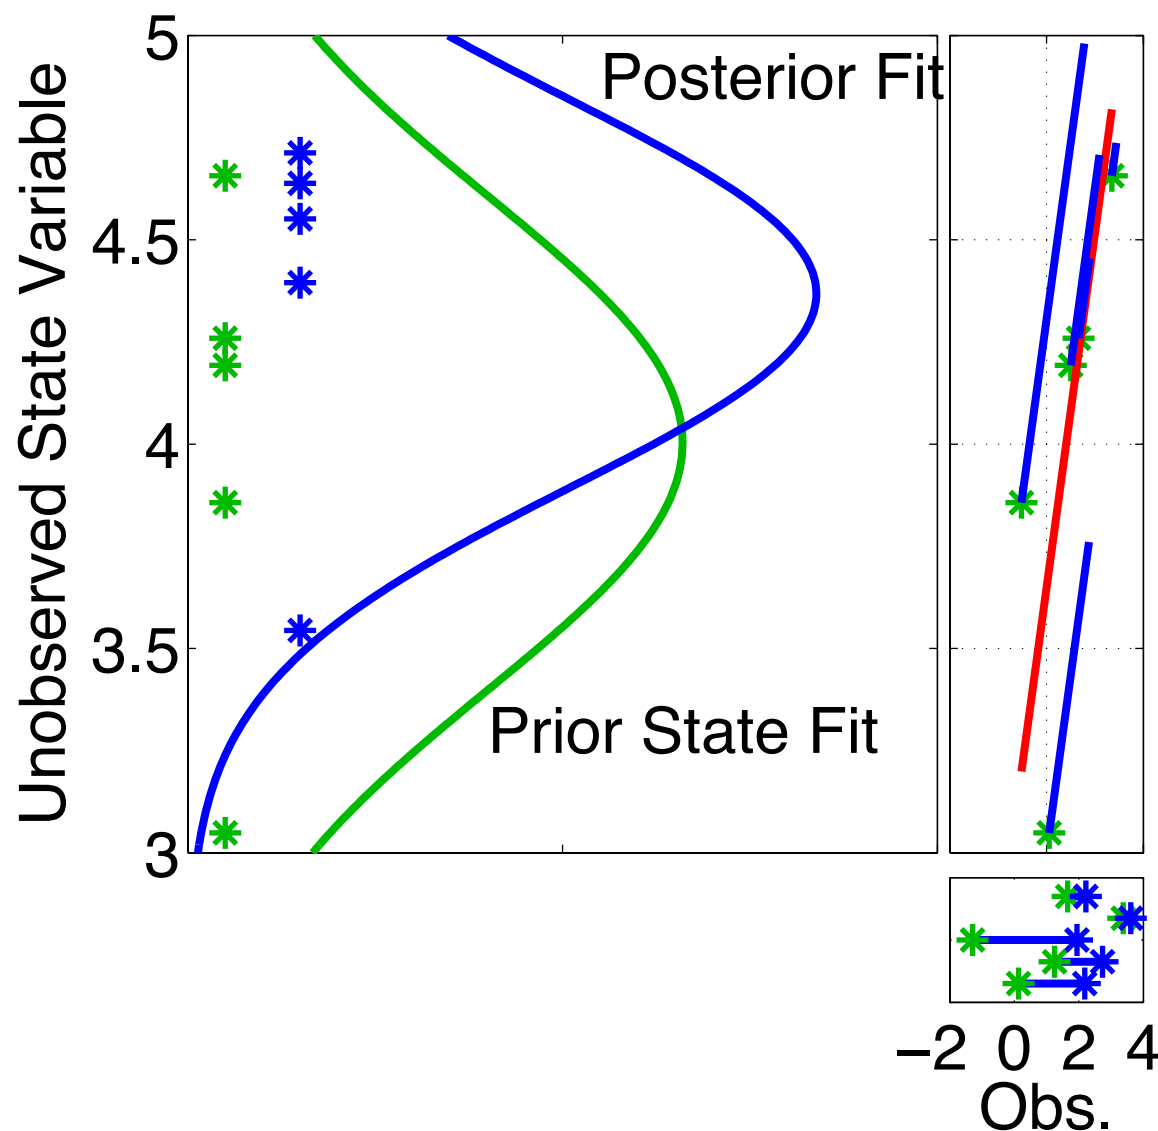 5
Posterior Fit
Unobserved State Variable
4.5
4
3.5
Prior State Fit
3
−2 0 2 4
Obs.